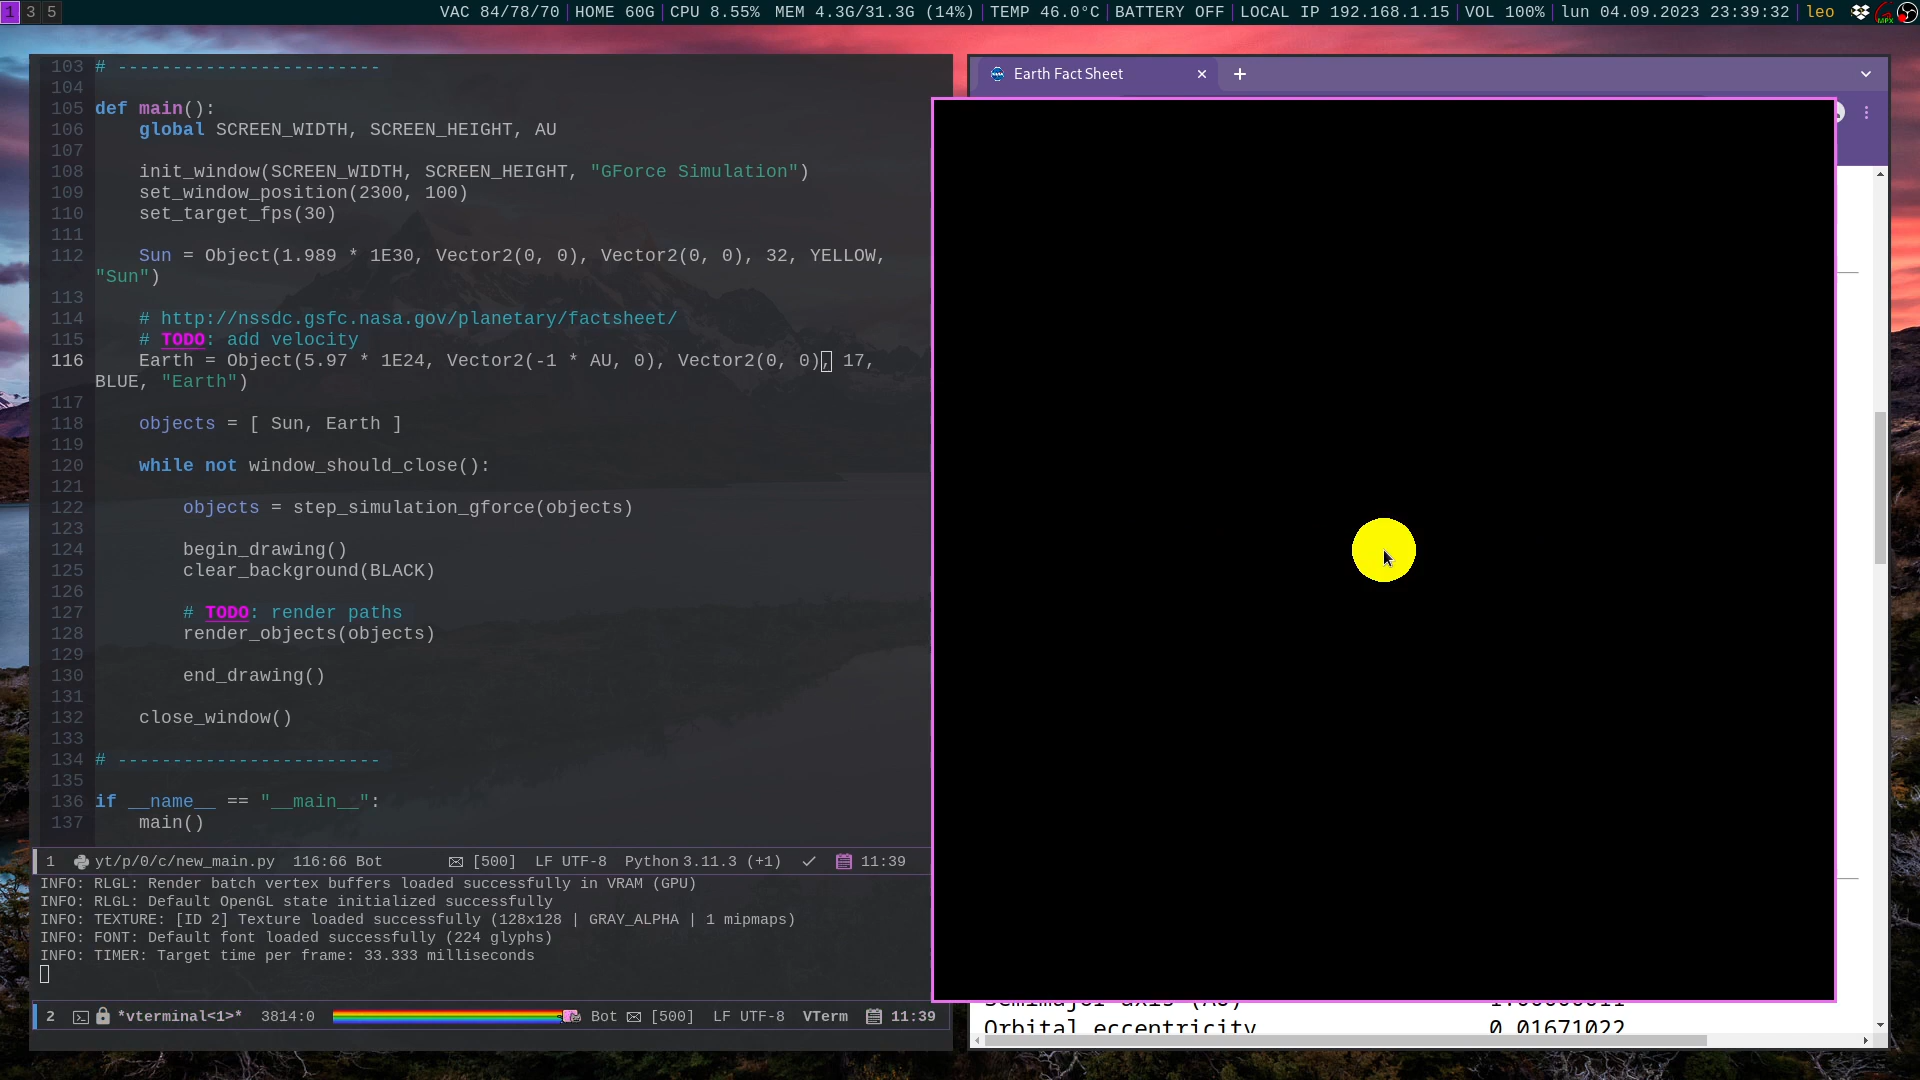 1 3 5 VAC 84/78/70 HOME 60G CPU 8.55% MEM 4.3G/31.3G (14%) TEMP 46.0°C BATTERY OFF LOCAL IP 192.168.1.15 VOL 100% lun 04.09.2023 23:39:32 leo
103 # ------------------------
104
105 def main():
106 global SCREEN_WIDTH, SCREEN_HEIGHT, AU
107
108 init_window(SCREEN_WIDTH, SCREEN_HEIGHT, "GForce Simulation")
109 set_window_position(2300, 100)
110 set_target_fps(30)
111
112 Sun = Object(1.989 * 1E30, Vector2(0, 0), Vector2(0, 0), 32, YELLOW,
"Sun")
113
114 # http://nssdc.gsfc.nasa.gov/planetary/factsheet/
115 # TODO: add velocity
116 Earth = Object(5.97 * 1E24, Vector2(-1 * AU, 0), Vector2(0, 0), 17,
BLUE, "Earth")
117
118 objects = [ Sun, Earth ]
119
120 while not window_should_close():
121
122 objects = step_simulation_gforce(objects)
123
124 begin_drawing()
125 clear_background(BLACK)
126
127 # TODO: render paths
128 render_objects(objects)
129
130 end_drawing()
131
132 close_window()
133
134 # ------------------------
135
136 if __name__ == "__main__":
137 main()
1 yt/p/0/c/new_main.py 116:66 Bot [500] LF UTF-8 Python 3.11.3 (+1) 11:39
INFO: RLGL: Render batch vertex buffers loaded successfully in VRAM (GPU)
INFO: RLGL: Default OpenGL state initialized successfully
INFO: TEXTURE: [ID 2] Texture loaded successfully (128x128 | GRAY_ALPHA | 1 mipmaps)
INFO: FONT: Default font loaded successfully (224 glyphs)
INFO: TIMER: Target time per frame: 33.333 milliseconds
2 *vterminal<1>* 3814:0 Bot [500] LF UTF-8 VTerm 11:39
Earth Fact Sheet
Semimajor axis (AU)
Orbital eccentricity 0.01671022